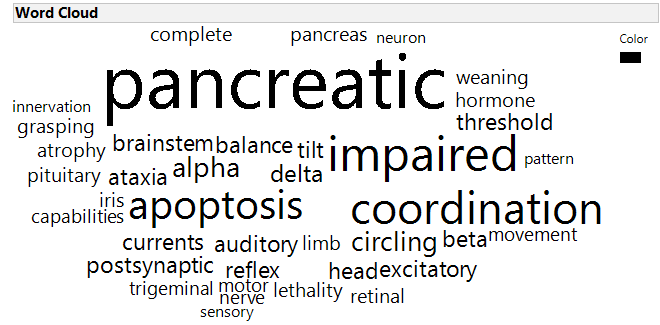 Word Cloud
complete pancreas neuron Color
pancreatic weaning
innervation hormone
grasping threshold
atrophy brainstem balance tilt impaired pattern
pituitary ataxia alpha delta
iris apoptosis coordination
capabilities
currents auditory limb circling beta movement
postsynaptic reflex head excitatory
trigeminal motor lethality retinal
nerve
sensory